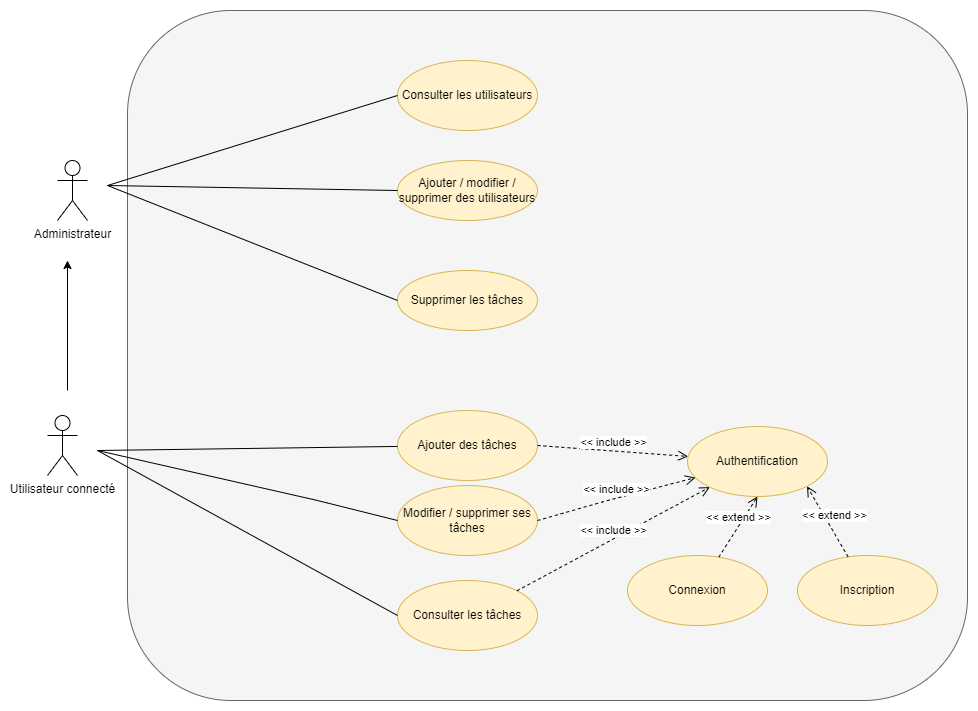 Consulter les utilisateurs
Ajouter / modifier /
supprimer des utilisateurs
Administrateur
Supprimer les tâches
Ajouter des tâches
<< include >>
Authentification
Utilisateur connecté
<< include >>
Modifier / supprimer ses
tâches
<< extend >>
<< extend >>
<< include >>
Connexion
Inscription
Consulter les tâches